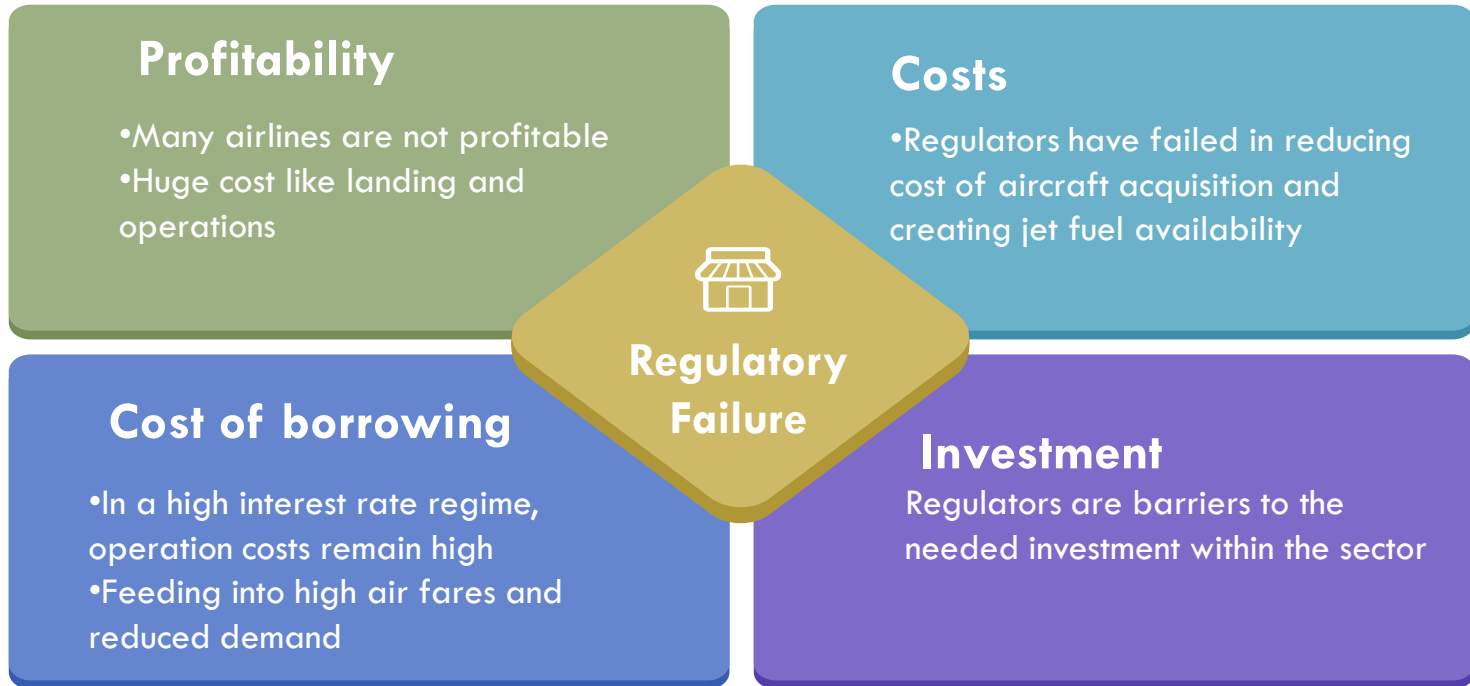 Profitability
•Many airlines are not profitable
•Huge cost like landing and
operations
Costs
•Regulators have failed in reducing
cost of aircraft acquisition and
creating jet fuel availability
Regulatory
Failure
Cost of borrowing
•In a high interest rate regime,
operation costs remain high
•Feeding into high air fares and
reduced demand
Investment
Regulators are barriers to the
needed investment within the sector